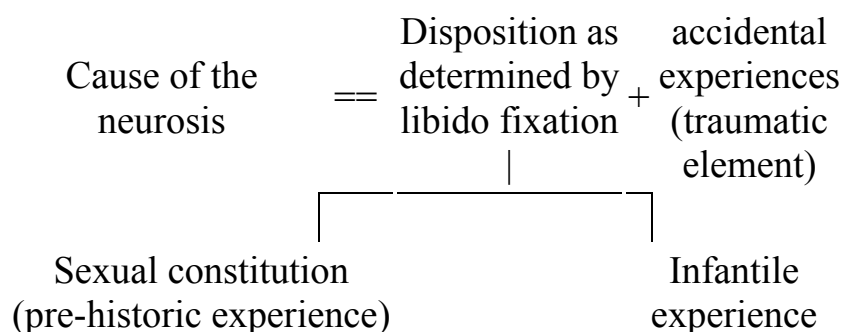 Disposition as accidental
Cause of the determined by experiences
neurosis == libido fixation + (traumatic
| element)
Sexual constitution Infantile
(pre-historic experience) experience